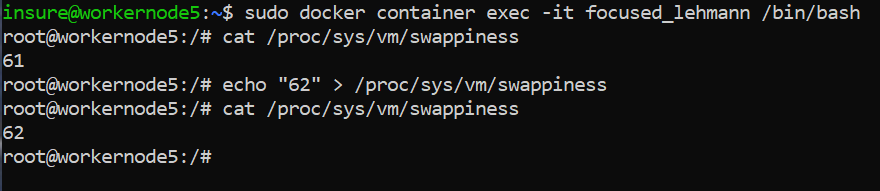 insure@workernode5:~$ sudo docker container exec -it focused_lehmann /bin/bash
root@workernode5:/# cat /proc/sys/vm/swappiness
61
root@workernode5:/# echo "62" > /proc/sys/vm/swappiness
root@workernode5:/# cat /proc/sys/vm/swappiness
62
root@workernode5:/#